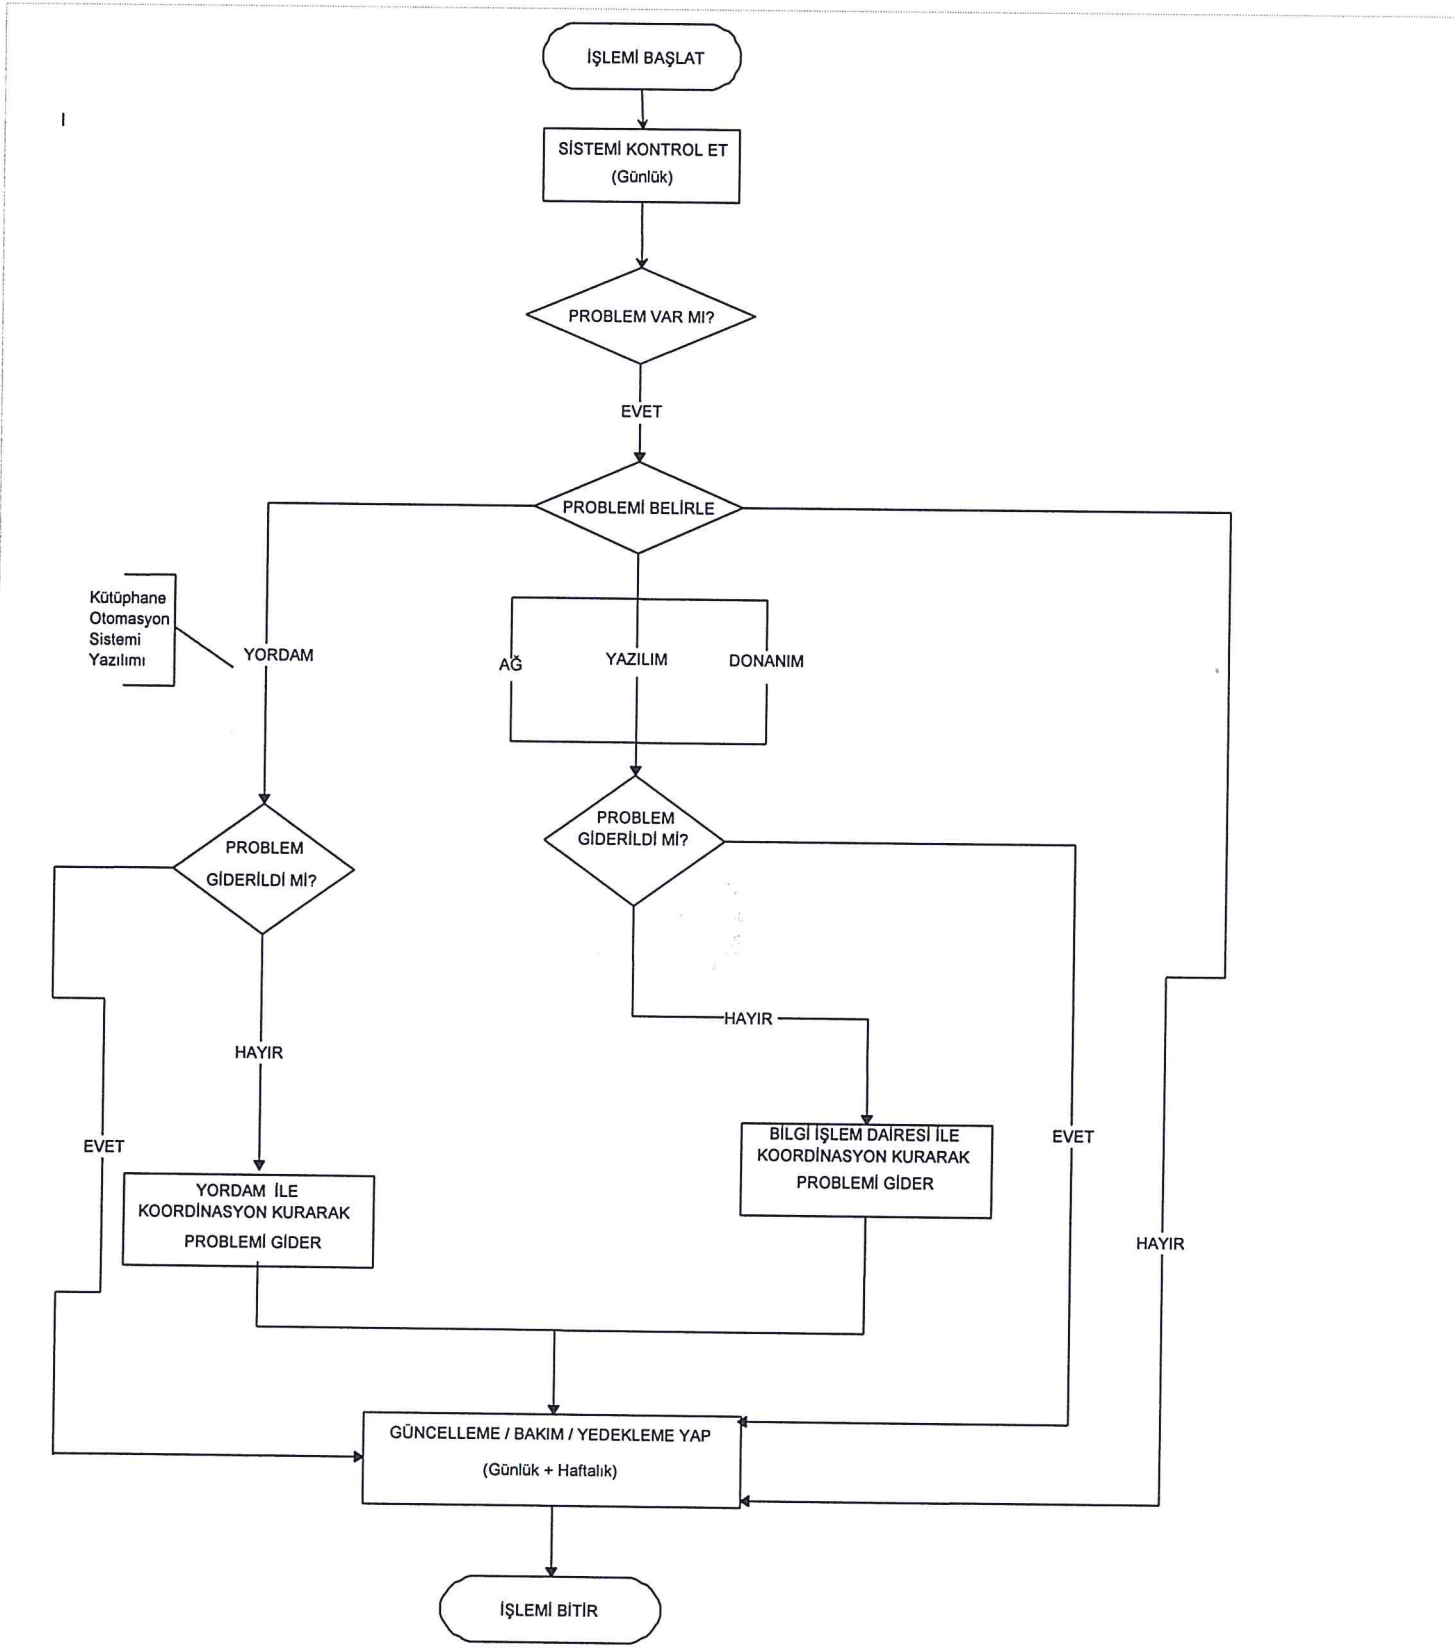 İŞLEMİ BAŞLAT
SİSTEMİ KONTROL ET
(Günlük)
PROBLEM VAR MI?
EVET
PROBLEMİ BELİRLE
Kütüphane
Otomasyon
Sistemi
Yazılımı
YORDAM
AĞ
YAZILIM
DONANIM
PROBLEM
GİDERİLDİ Mİ?
PROBLEM
GİDERİLDİ Mİ?
HAYIR
HAYIR
EVET
BİLGİ İŞLEM DAİRESİ İLE
KOORDİNASYON KURARAK
PROBLEMİ GİDER
EVET
YORDAM İLE
KOORDİNASYON KURARAK
PROBLEMİ GİDER
HAYIR
GÜNCELLEME / BAKIM / YEDEKLEME YAP
(Günlük + Haftalık)
İŞLEMİ BİTİR